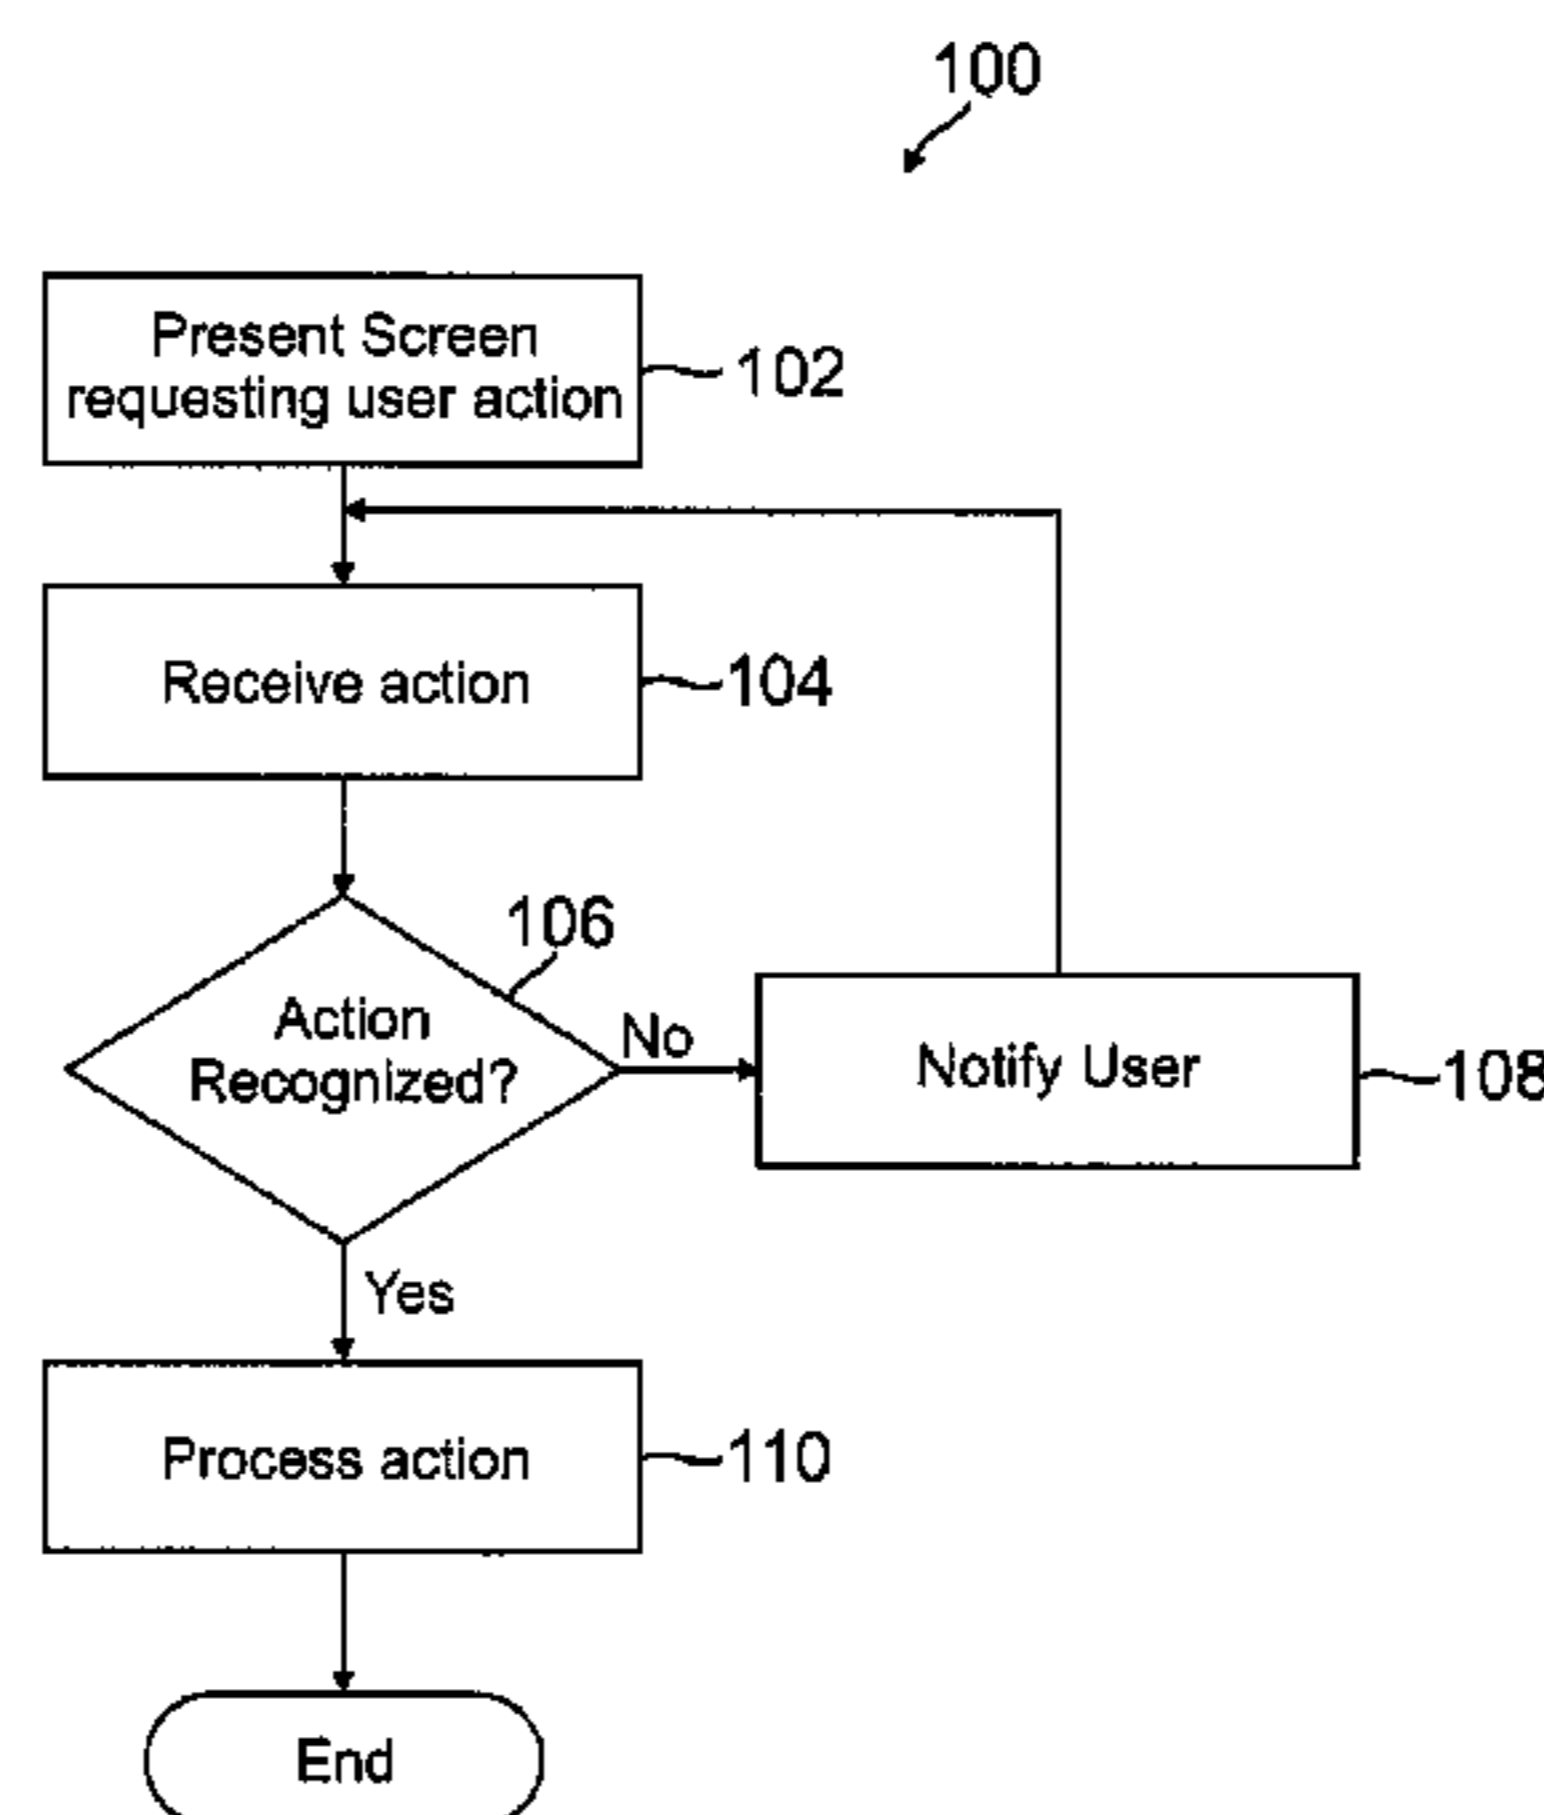 100
Present Screen
requesting user action
102
Receive action
104
106
Action
Recognized?
No
Notify User
108
Yes
Process action
110
End